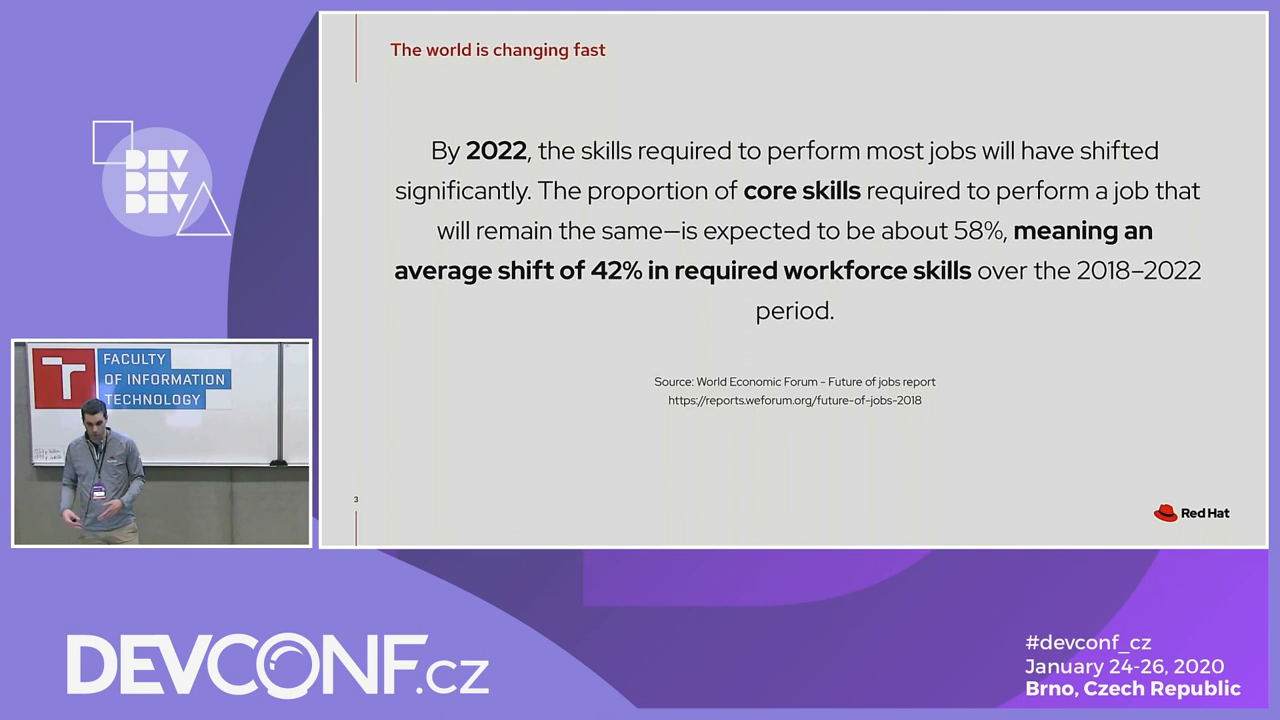 The world is changing fast
By 2022, the skills required to perform most jobs will have shifted
significantly. The proportion of core skills required to perform a job that
will remain the same—is expected to be about 58%, meaning an
average shift of 42% in required workforce skills over the 2018–2022
period.
Source: World Economic Forum - Future of jobs report
https://reports.weforum.org/future-of-jobs-2018
3
Red Hat
DEV
DEV
DEV
FACULTY
OF INFORMATION
TECHNOLOGY
DEVCONF.cz
#devconf_cz
January 24-26, 2020
Brno, Czech Republic